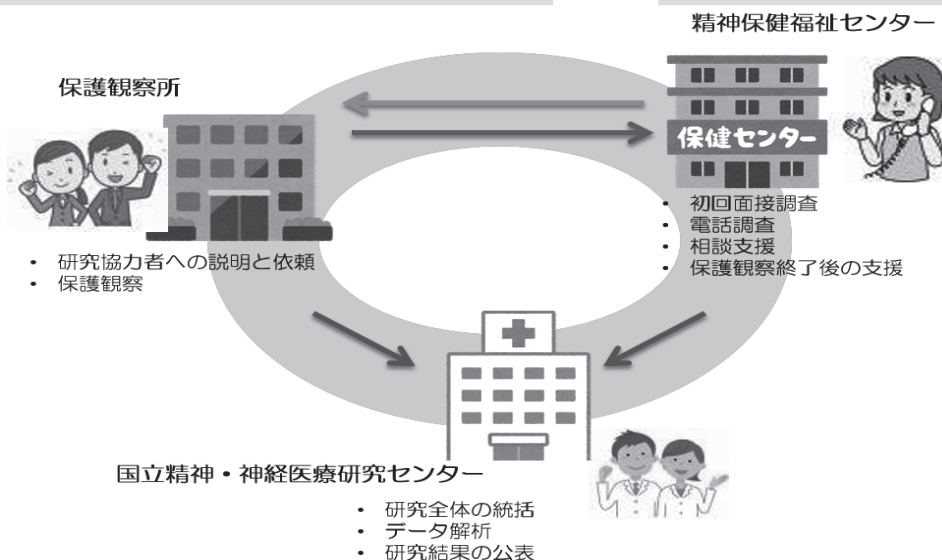 精神保健福祉センター
保護観察所
保健センター
・ 初回面接調査
・ 電話調査
・ 相談支援
・ 保護観察終了後の支援
・ 研究協力者への説明と依頼
・ 保護観察
国立精神・神経医療研究センター
・ 研究全体の統括
・ データ解析
・ 研究結果の公表